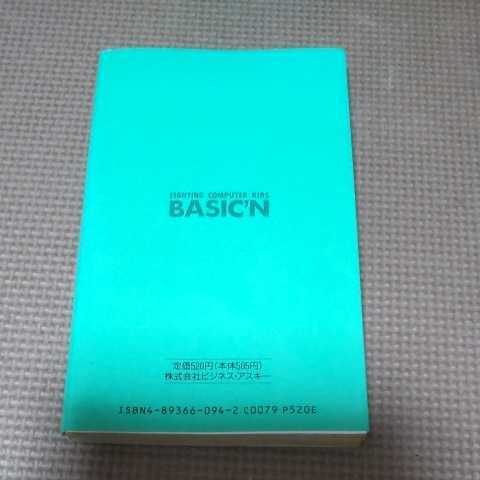 FIGHTING COMPUTER KIDS
BASIC'N
定価520円(本体505円)
株式会社ビジネス・アスキー
ISBN4-89366-094-2 C0079 P520E